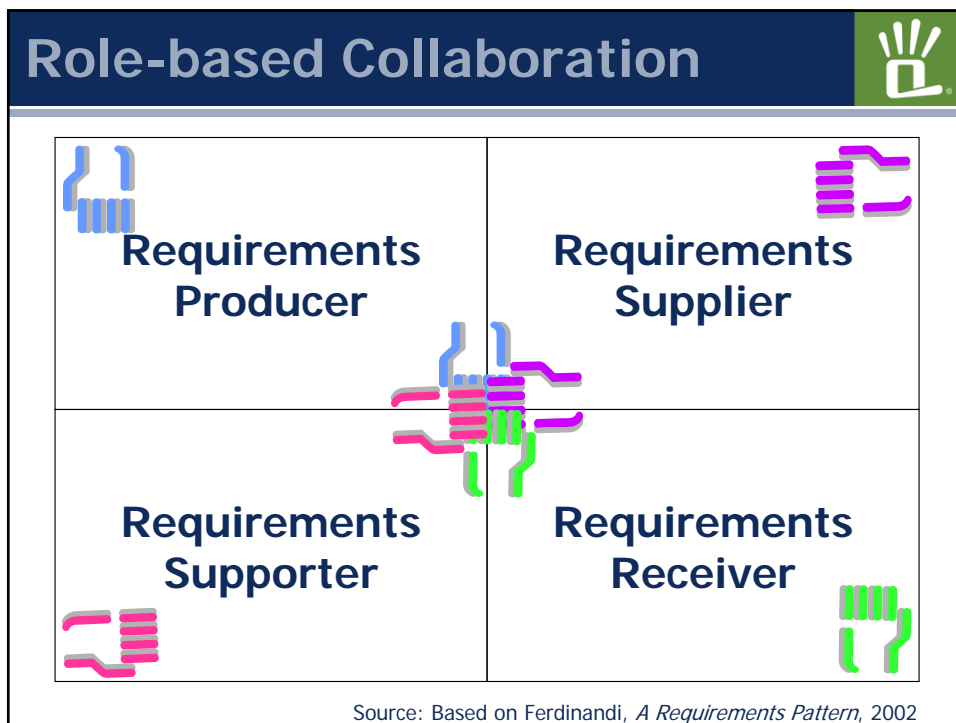 Role-based Collaboration
Requirements
Producer
Requirements
Supplier
Requirements
Supporter
Requirements
Receiver
Source: Based on Ferdinandi, A Requirements Pattern, 2002